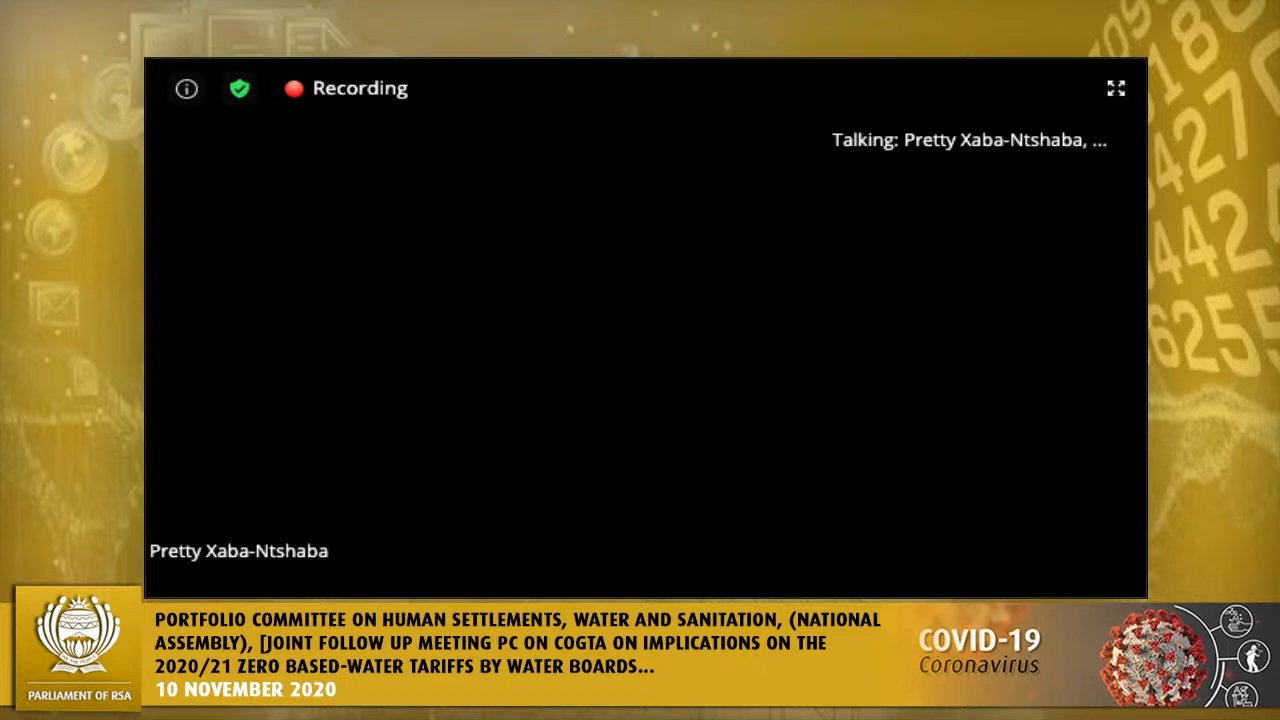 Recording
Talking: Pretty Xaba-Ntshaba, ...
Pretty Xaba-Ntshaba
PORTFOLIO COMMITTEE ON HUMAN SETTLEMENTS, WATER AND SANITATION, (NATIONAL
ASSEMBLY), [JOINT FOLLOW UP MEETING PC ON COGTA ON IMPLICATIONS ON THE
2020/21 ZERO BASED-WATER TARIFFS BY WATER BOARDS...
10 NOVEMBER 2020
PARLIAMENT OF RSA
COVID-19
Coronavirus